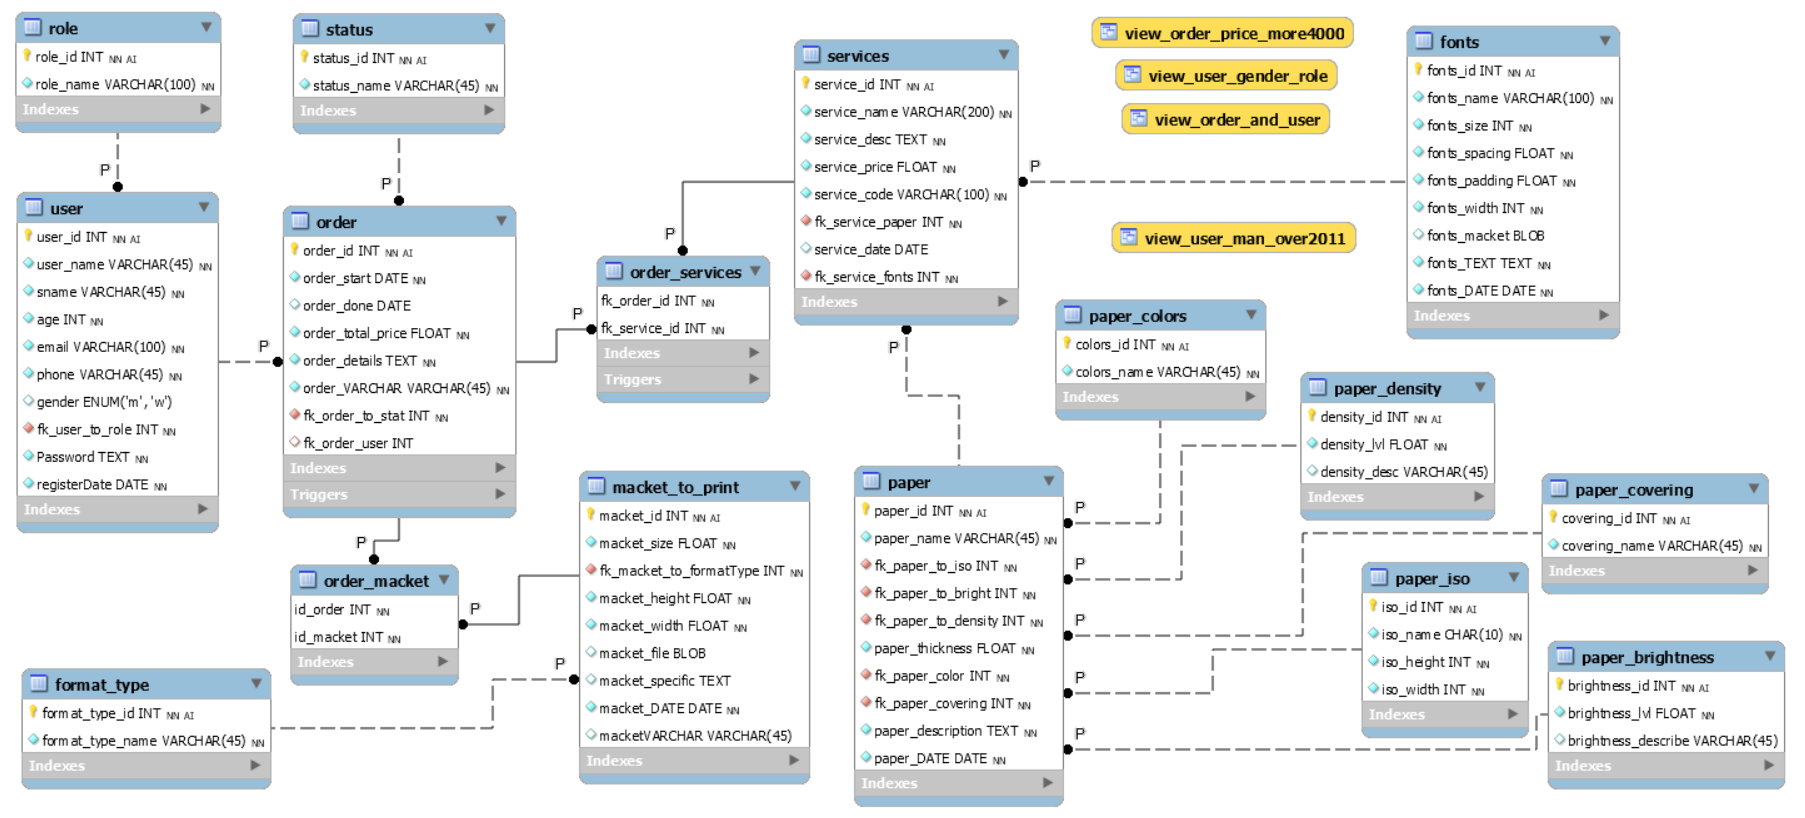 role
role_id INT NN AI
role_name VARCHAR(100) NN
Indexes
status
status_id INT NN AI
status_name VARCHAR(45) NN
Indexes
services
service_id INT NN AI
service_name VARCHAR(200) NN
service_desc TEXT NN
service_price FLOAT NN
service_code VARCHAR(100) NN
fk_service_paper INT NN
service_date DATE
fk_service_fonts INT NN
Indexes
view_order_price_more4000
view_user_gender_role
view_order_and_user
view_user_man_over2011
fonts
fonts_id INT NN AI
fonts_name VARCHAR(100) NN
fonts_size INT NN
fonts_spacing FLOAT NN
fonts_padding FLOAT NN
fonts_width INT NN
fonts_macket BLOB
fonts_TEXT TEXT NN
fonts_DATE DATE NN
Indexes
P
P
P
P
P
P
P
P
P
P
P
P
P
P
user
user_id INT NN AI
user_name VARCHAR(45) NN
sname VARCHAR(45) NN
age INT NN
email VARCHAR(100) NN
phone VARCHAR(45) NN
gender ENUM('m', 'w')
fk_user_to_role INT NN
Password TEXT NN
registerDate DATE NN
Indexes
order
order_id INT NN AI
order_start DATE NN
order_done DATE
order_total_price FLOAT NN
order_details TEXT NN
order_VARCHAR VARCHAR(45) NN
fk_order_to_stat INT NN
fk_order_user INT
Indexes
Triggers
order_services
fk_order_id INT NN
fk_service_id INT NN
Indexes
Triggers
paper_colors
colors_id INT NN AI
colors_name VARCHAR(45) NN
Indexes
paper_density
density_id INT NN AI
density_lvl FLOAT NN
density_desc VARCHAR(45)
Indexes
macket_to_print
macket_id INT NN AI
macket_size FLOAT NN
fk_macket_to_formatType INT NN
macket_height FLOAT NN
macket_width FLOAT NN
macket_file BLOB
macket_specific TEXT
macket_DATE DATE NN
macketVARCHAR VARCHAR(45)
Indexes
paper
paper_id INT NN AI
paper_name VARCHAR(45) NN
fk_paper_to_iso INT NN
fk_paper_to_bright INT NN
fk_paper_to_density INT NN
paper_thickness FLOAT NN
fk_paper_color INT NN
fk_paper_covering INT NN
paper_description TEXT NN
paper_DATE DATE NN
Indexes
paper_covering
covering_id INT NN AI
covering_name VARCHAR(45) NN
Indexes
order_macket
id_order INT NN
id_macket INT NN
Indexes
paper_iso
iso_id INT NN AI
iso_name CHAR(10) NN
iso_height INT NN
iso_width INT NN
Indexes
format_type
format_type_id INT NN AI
format_type_name VARCHAR(45) NN
Indexes
paper_brightness
brightness_id INT NN AI
brightness_lvl FLOAT NN
brightness_describe VARCHAR(45)
Indexes